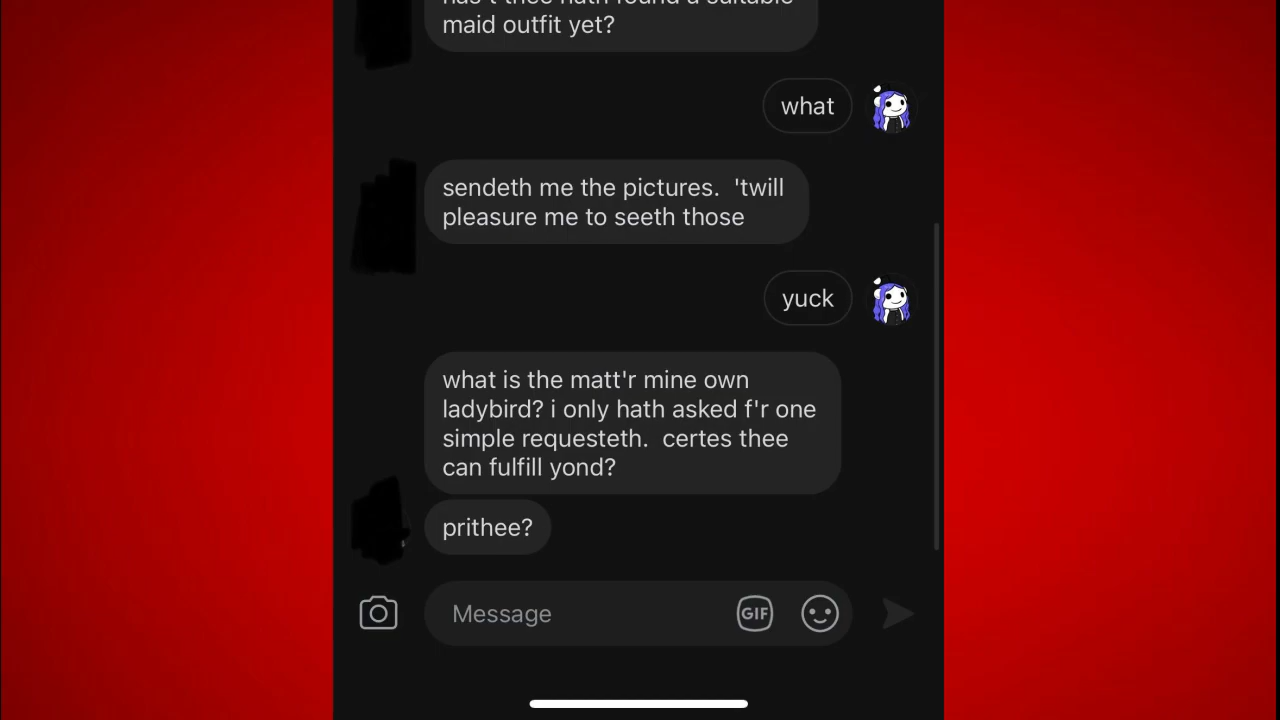 maid outfit yet?
what
sendeth me the pictures.  'twill
pleasure me to seeth those
yuck
what is the matt'r mine own
ladybird? i only hath asked f'r one
simple requesteth.  certes thee
can fulfill yond?
prithee?
Message
GIF